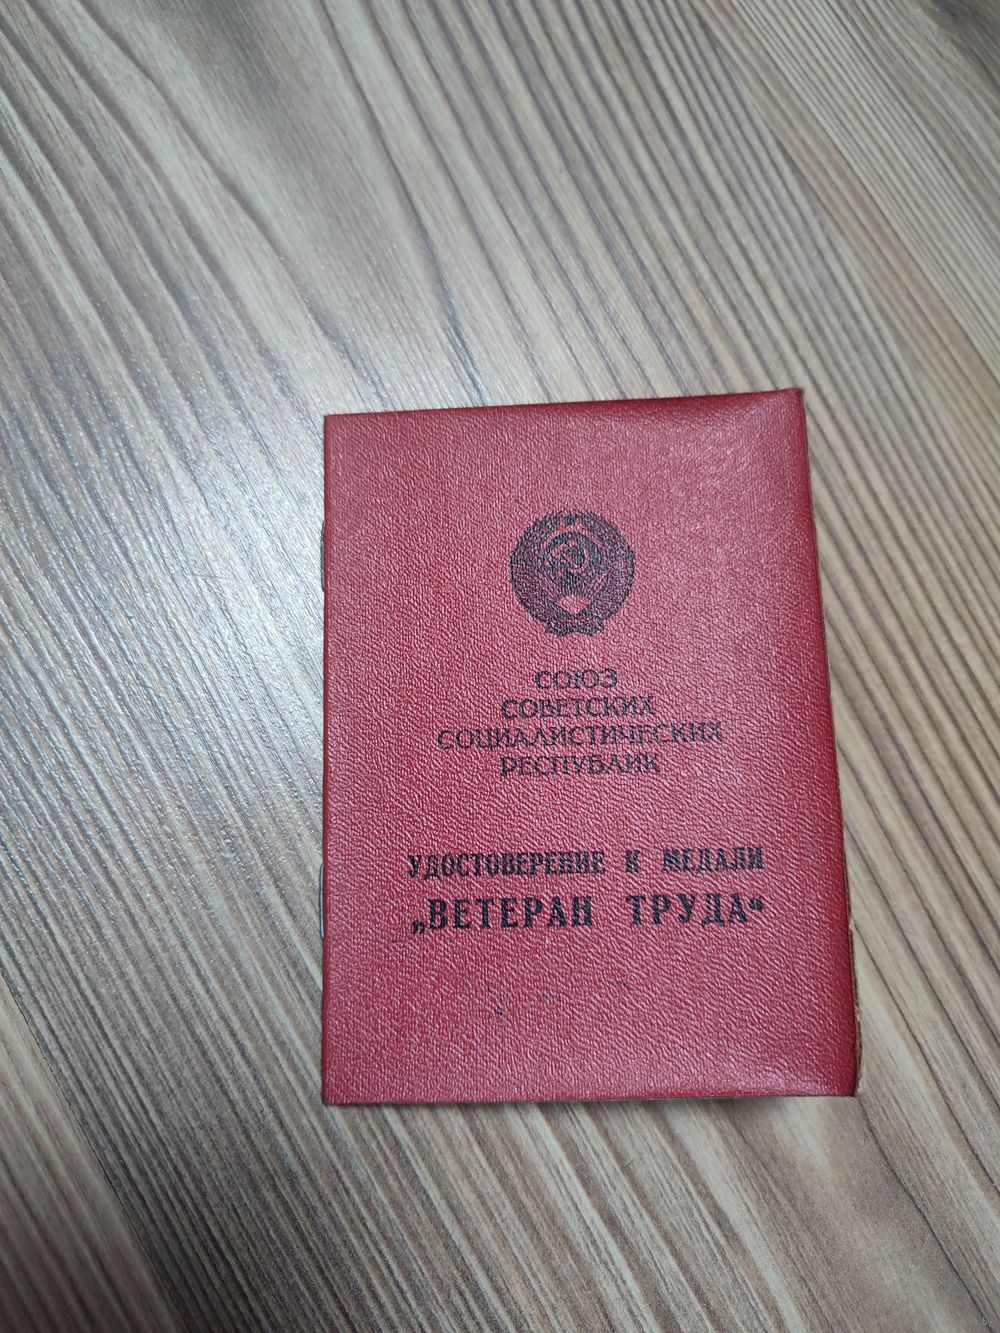 СОЮЗ
СОВЕТСКИХ
СОЦИАЛИСТИЧЕСКИХ
РЕСПУБЛИК
УДОСТОВЕРЕНИЕ К МЕДАЛИ
„ВЕТЕРАН ТРУДА“